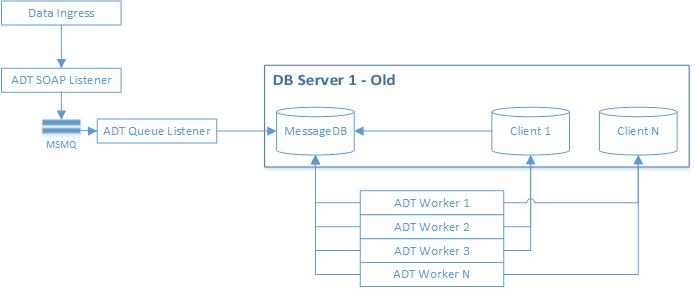 Data Ingress
ADT SOAP Listener
MSMQ
ADT Queue Listener
DB Server 1 - Old
MessageDB
Client 1
Client N
ADT Worker 1
ADT Worker 2
ADT Worker 3
ADT Worker N